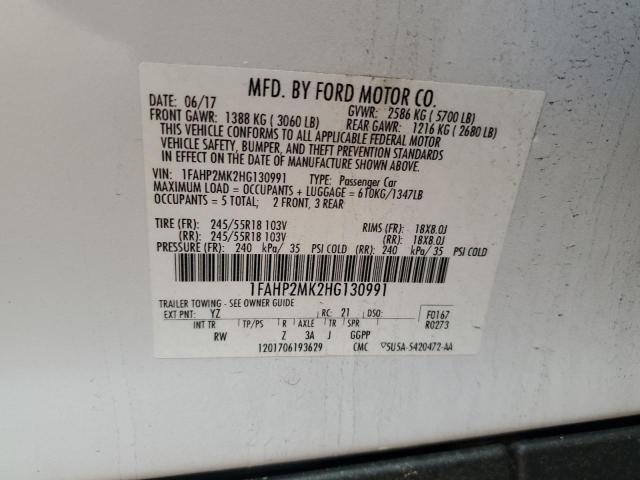 MFD. BY FORD MOTOR CO.
DATE: 06/17 GVWR: 2586 KG ( 5700 LB)
FRONT GAWR: 1388 KG ( 3060 LB) REAR GAWR: 1216 KG ( 2680 LB)
THIS VEHICLE CONFORMS TO ALL APPLICABLE FEDERAL MOTOR
VEHICLE SAFETY, BUMPER, AND THEFT PREVENTION STANDARDS
IN EFFECT ON THE DATE OF MANUFACTURE SHOWN ABOVE.
VIN: 1FAHP2MK2HG130991 TYPE: Passenger Car
MAXIMUM LOAD = OCCUPANTS + LUGGAGE = 610KG/1347LB
OCCUPANTS = 5 TOTAL; 2 FRONT, 3 REAR
TIRE (FR): 245/55R18 103V RIMS (FR): 18X8.0J
(RR): 245/55R18 103V (RR): 18X8.0J
PRESSURE (FR): 240 kPa/ 35 PSI COLD (RR): 240 kPa/ 35 PSI COLD
1FAHP2MK2HG130991
TRAILER TOWING - SEE OWNER GUIDE
EXT PNT: YZ RC: 21 DSO: F0167
INT TR TP/PS R AXLE TR SPR R0273
RW Z 3A J GGPP
1201706193629 CMC 5U5A-5420472-AA